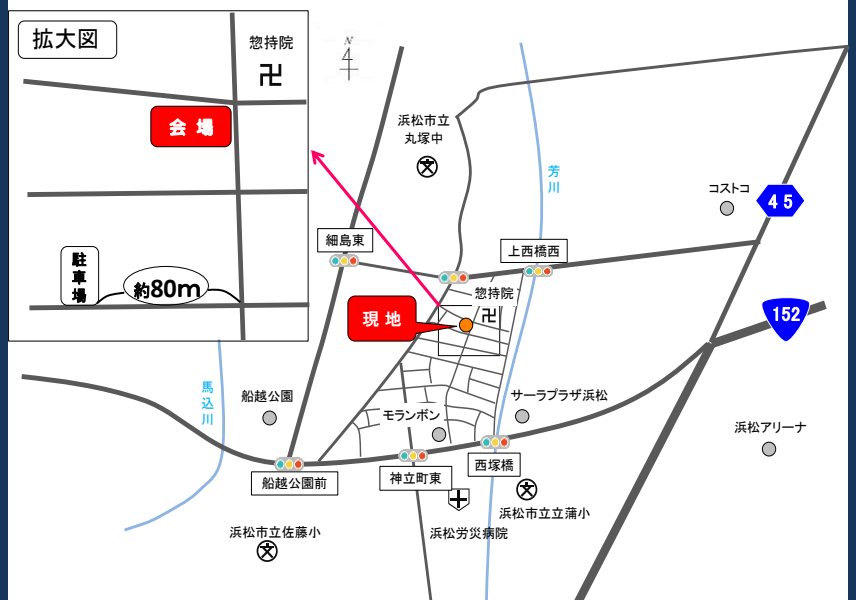 拡大図
惣持院
会場
駐車場
約80m
N
浜松市立
丸塚中
芳川
コストコ
45
細島東
上西橋西
惣持院
現地
152
馬込川
船越公園
モランボン
サーラプラザ浜松
浜松アリーナ
船越公園前
神立町東
西塚橋
浜松市立佐藤小
浜松労災病院
浜松市立立蒲小